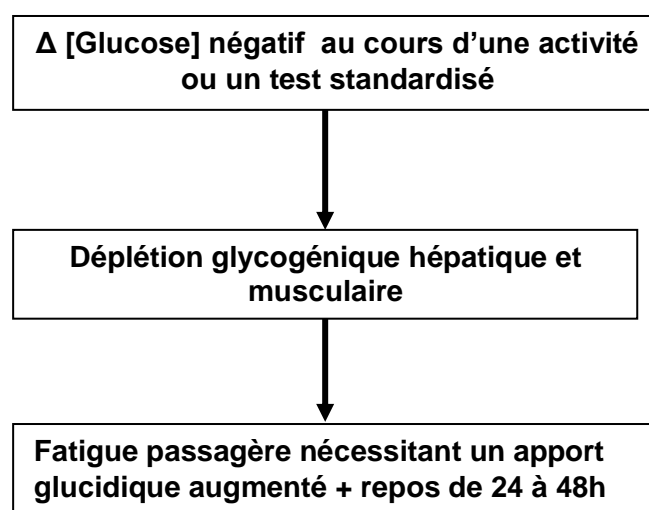 Δ [Glucose] négatif au cours d’une activité
ou un test standardisé
Déplétion glycogénique hépatique et
musculaire
Fatigue passagère nécessitant un apport
glucidique augmenté + repos de 24 à 48h